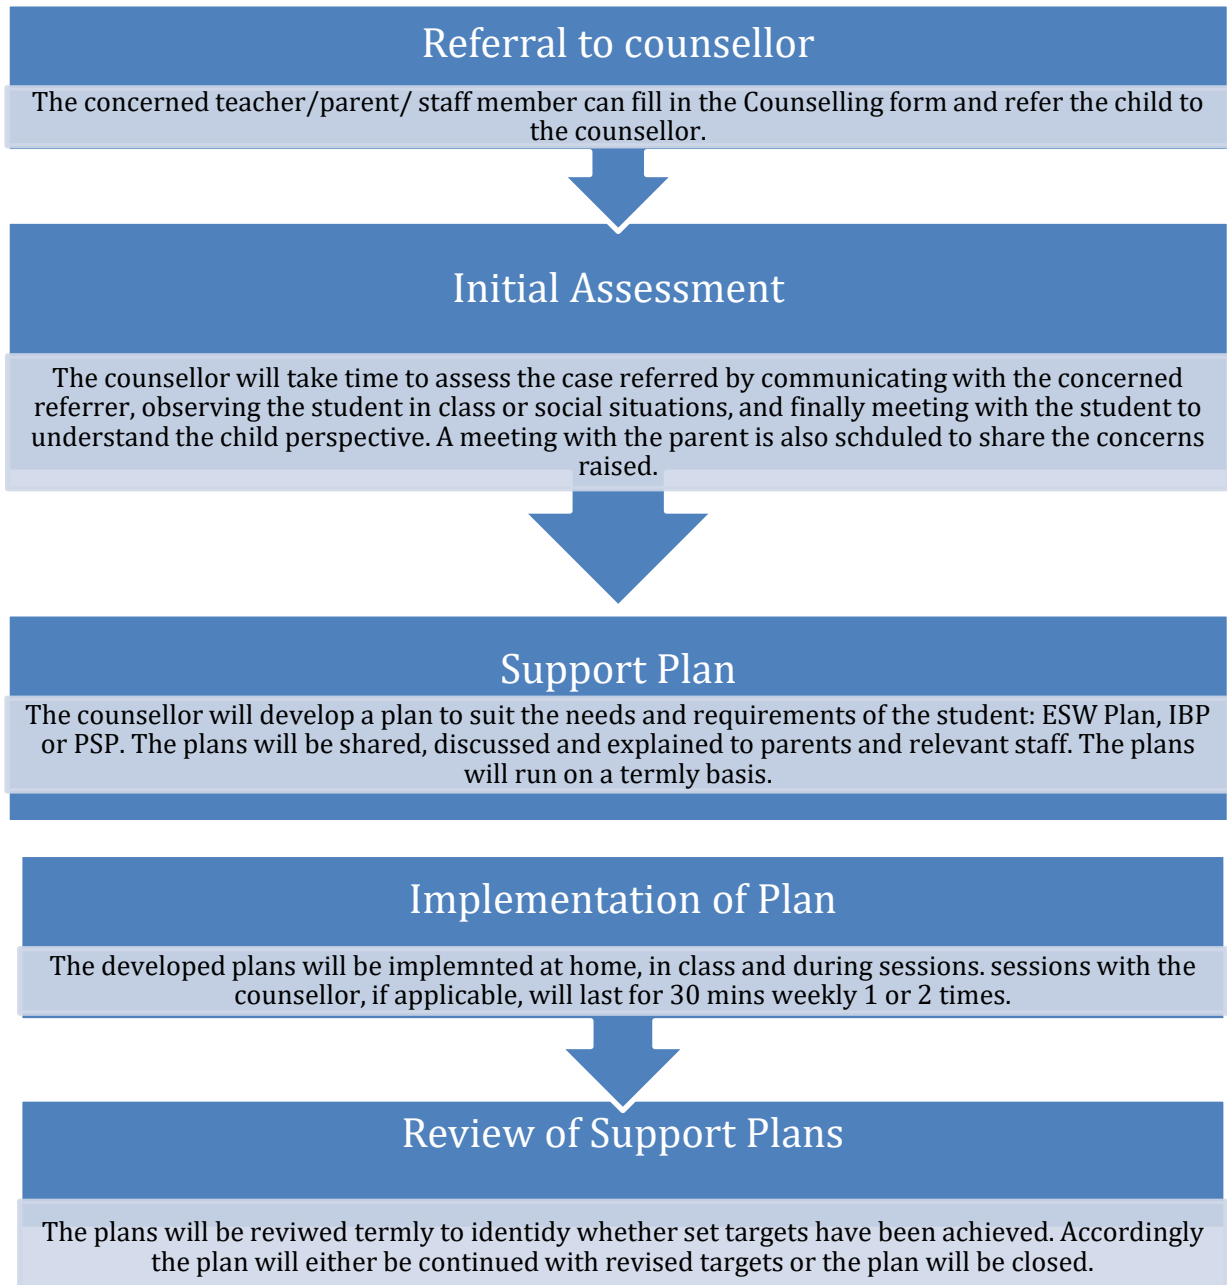 Referral to counsellor
The concerned teacher/parent/ staff member can fill in the Counselling form and refer the child to
the counsellor.
Initial Assessment
The counsellor will take time to assess the case referred by communicating with the concerned
referrer, observing the student in class or social situations, and finally meeting with the student to
understand the child perspective. A meeting with the parent is also schduled to share the concerns
raised.
Support Plan
The counsellor will develop a plan to suit the needs and requirements of the student: ESW Plan, IBP
or PSP. The plans will be shared, discussed and explained to parents and relevant staff. The plans
will run on a termly basis.
Implementation of Plan
The developed plans will be implemnted at home, in class and during sessions. sessions with the
counsellor, if applicable, will last for 30 mins weekly 1 or 2 times.
Review of Support Plans
The plans will be reviwed termly to identidy whether set targets have been achieved. Accordingly
the plan will either be continued with revised targets or the plan will be closed.